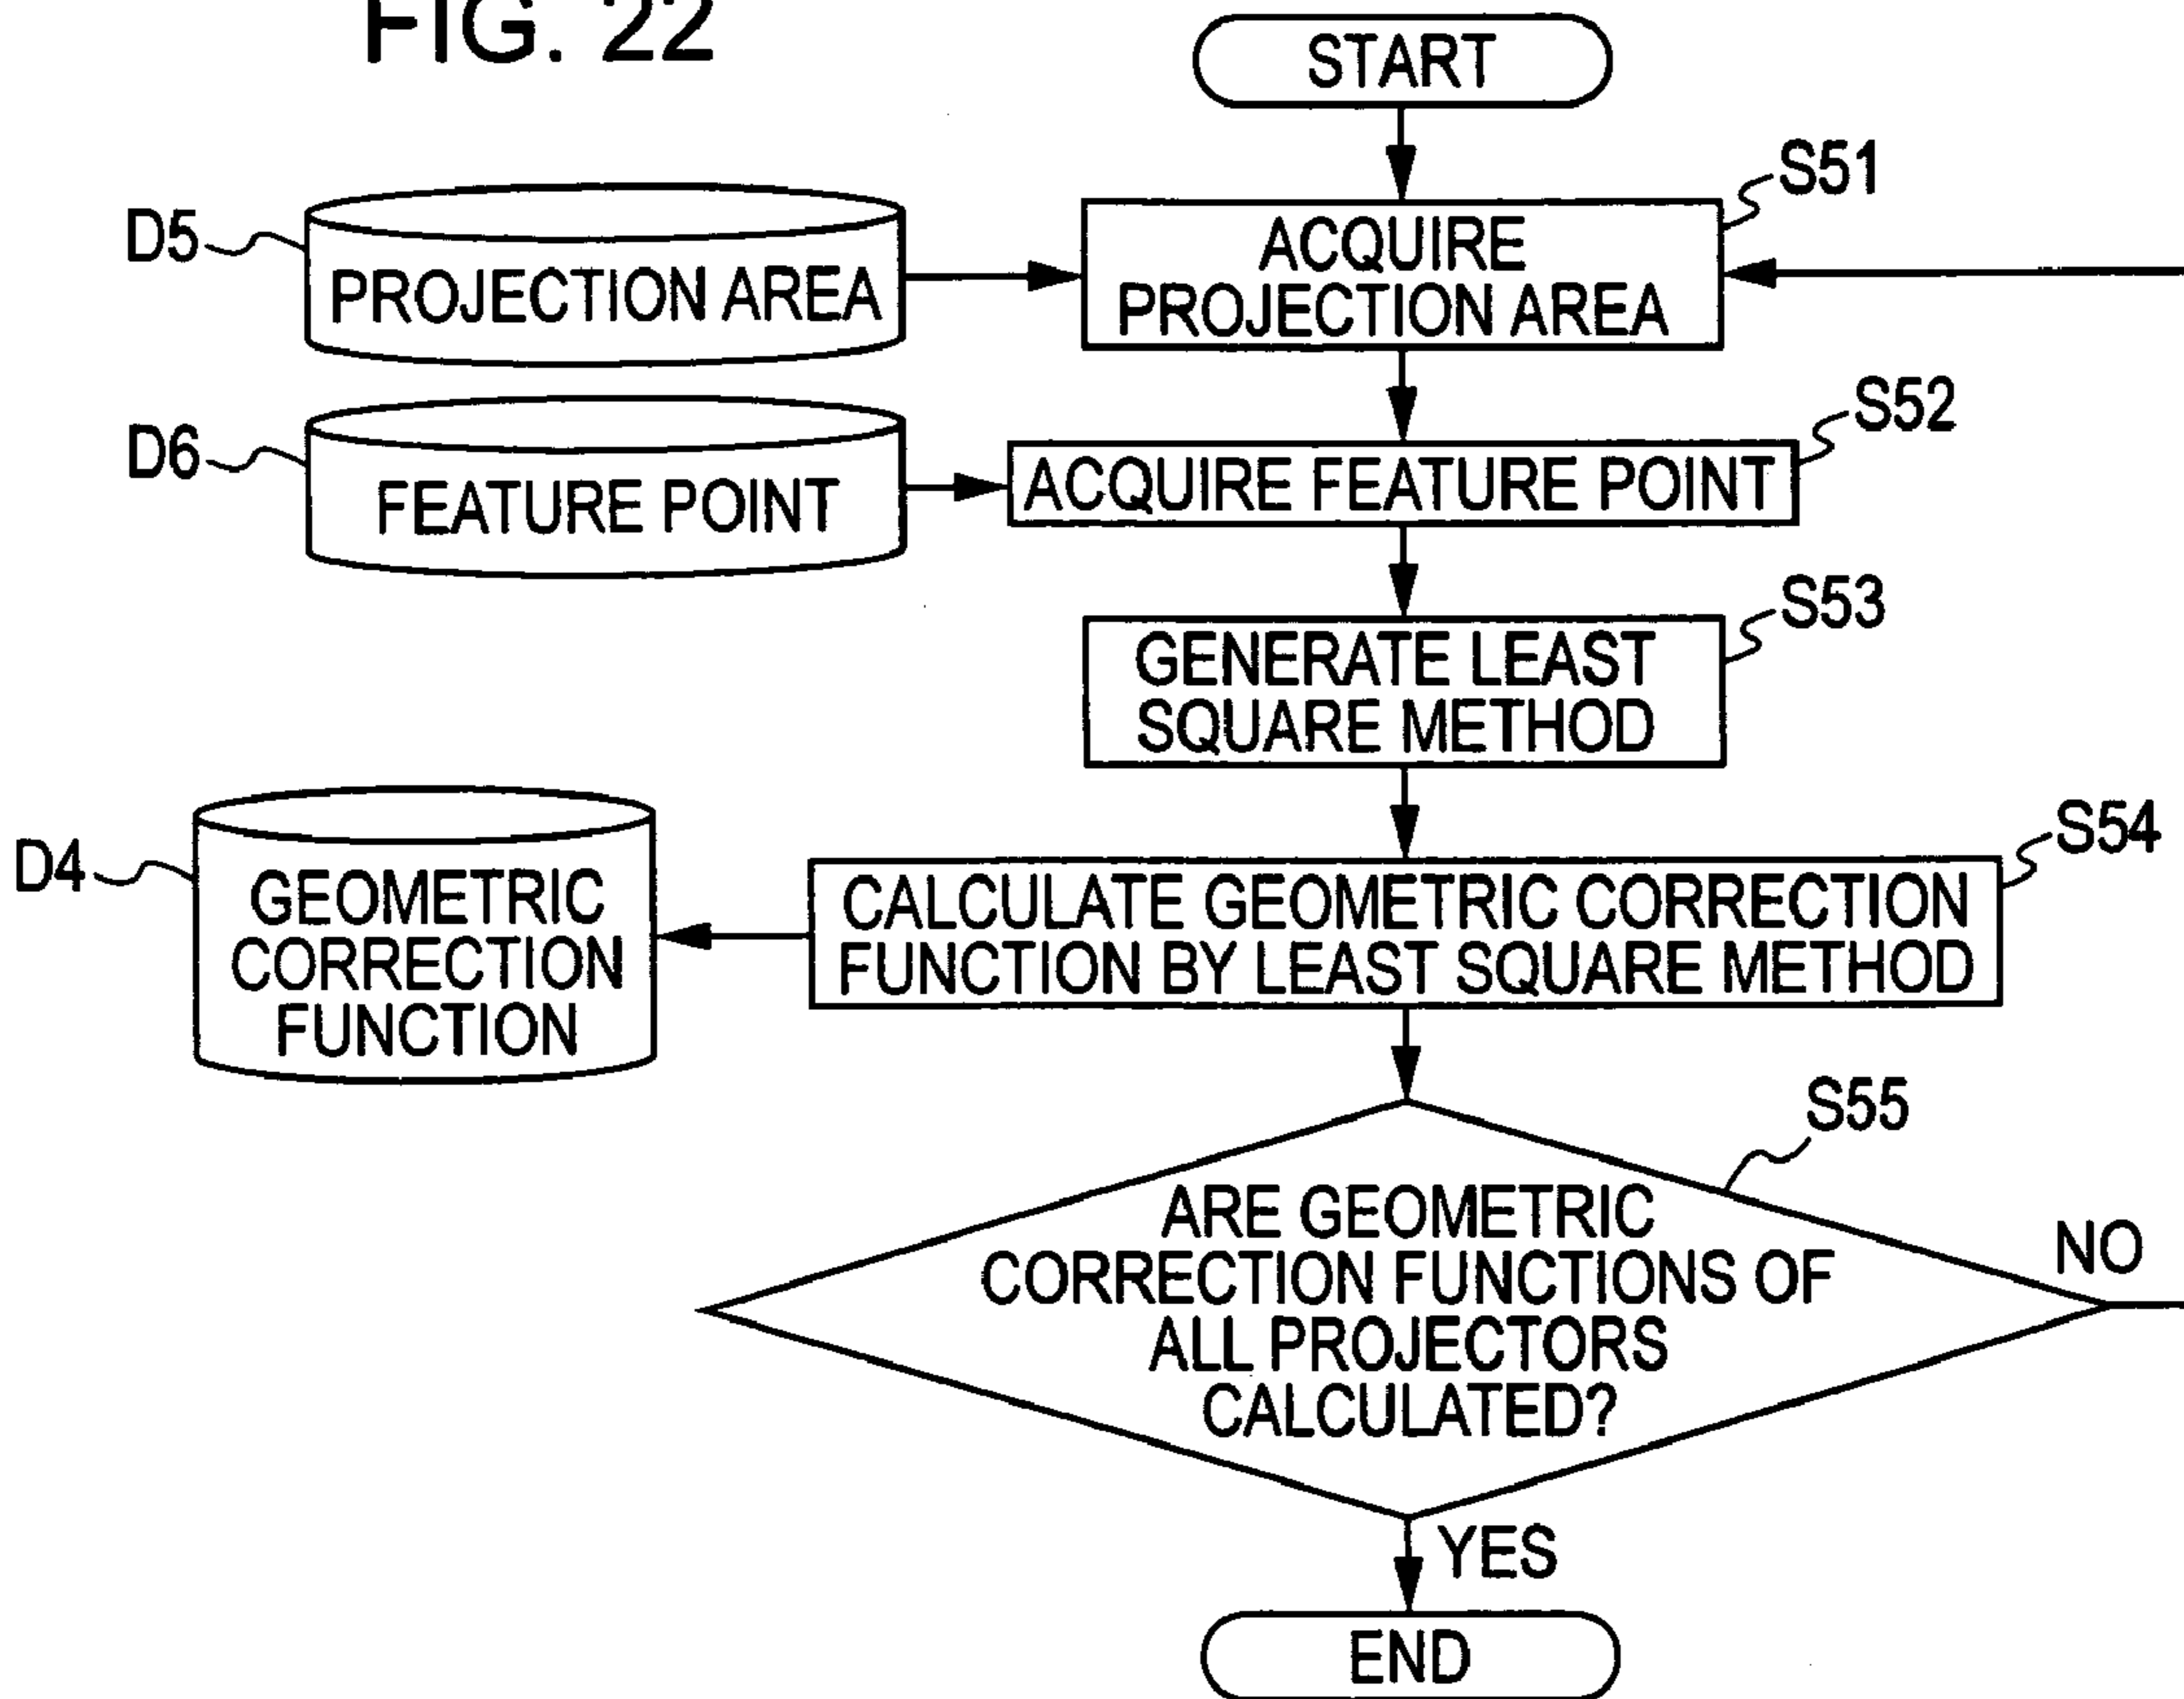 FIG. 22
START
S51
D5
PROJECTION AREA
ACQUIRE
PROJECTION AREA
S52
D6
FEATURE POINT
ACQUIRE FEATURE POINT
S53
GENERATE LEAST
SQUARE METHOD
S54
D4
GEOMETRIC
CORRECTION
FUNCTION
CALCULATE GEOMETRIC CORRECTION
FUNCTION BY LEAST SQUARE METHOD
S55
ARE GEOMETRIC
CORRECTION FUNCTIONS OF
ALL PROJECTORS
CALCULATED?
NO
YES
END